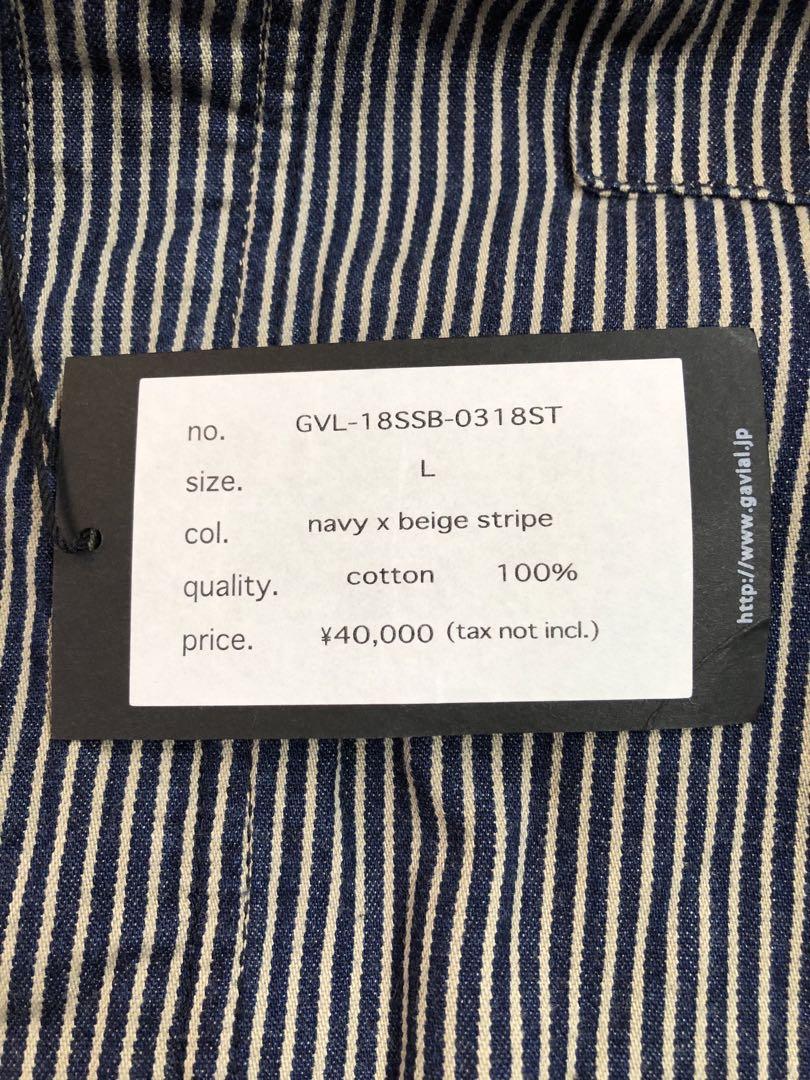 no. GVL-18SSB-0318ST
size. L
col. navy x beige stripe
quality. cotton 100%
price. ¥40,000 (tax not incl.)
http://www.gavial.jp